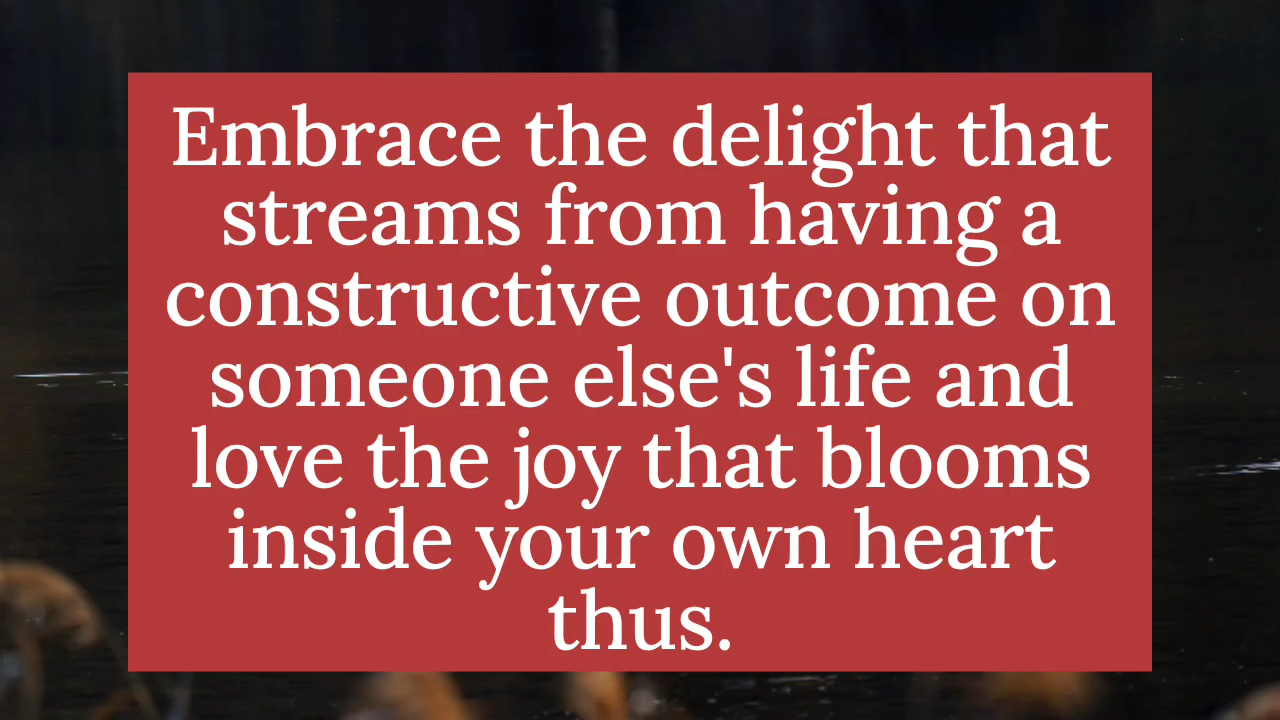 Embrace the delight that
streams from having a
constructive outcome on
someone else's life and
love the joy that blooms
inside your own heart
thus.